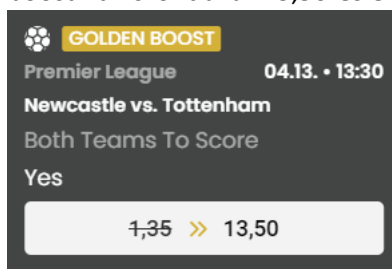 GOLDEN BOOST
Premier League 04.13. • 13:30
Newcastle vs. Tottenham
Both Teams To Score
Yes
1,35 » 13,50